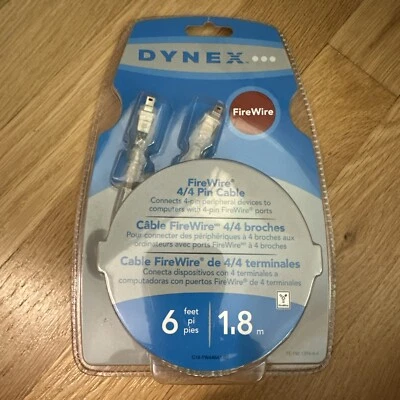 DYNEX
FireWire
FireWire®
4/4 Pin Cable
Connects 4-pin peripheral devices to
computers with 4-pin FireWire® ports
Câble FireWire℠ 4/4 broches
Pour connecter des périphériques à 4 broches aux
ordinateurs avec ports FireWire® à 4 broches
Cable FireWire® de 4/4 terminales
Conecta dispositivos con 4 terminales a
computadoras con puertos FireWire® de 4 terminales
6 feet pi pies 1.8 m